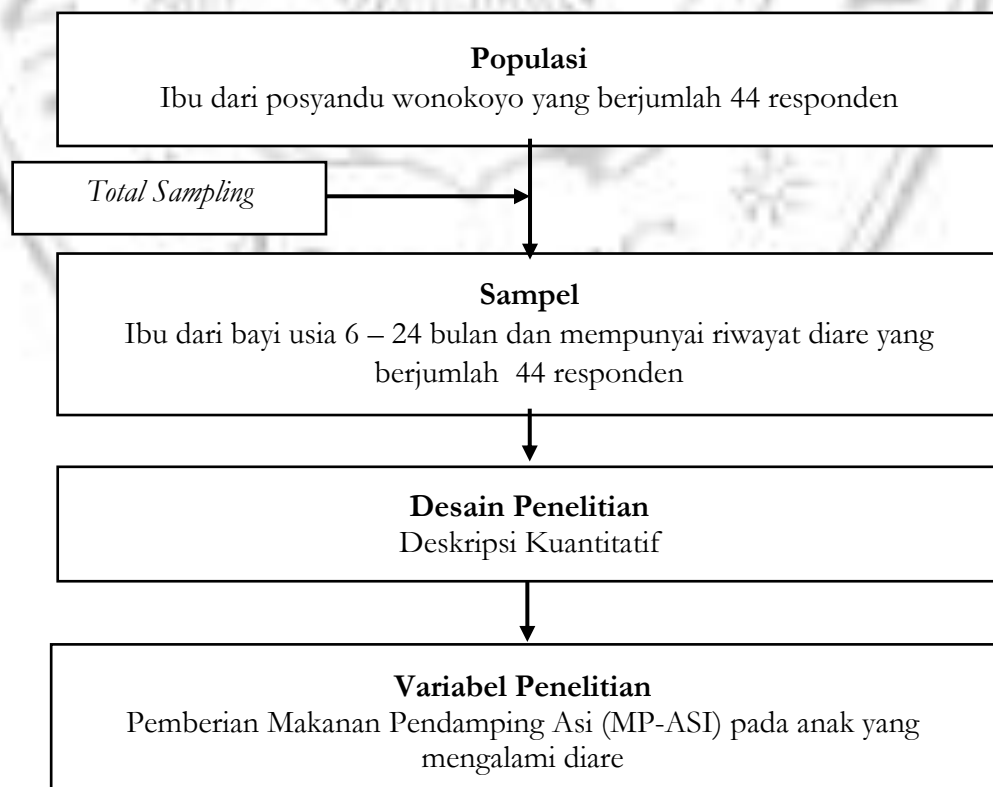 Populasi
Ibu dari posyandu wonokoyo yang berjumlah 44 responden
Total Sampling
Sampel
Ibu dari bayi usia 6 – 24 bulan dan mempunyai riwayat diare yang
berjumlah 44 responden
Desain Penelitian
Deskripsi Kuantitatif
Variabel Penelitian
Pemberian Makanan Pendamping Asi (MP-ASI) pada anak yang
mengalami diare